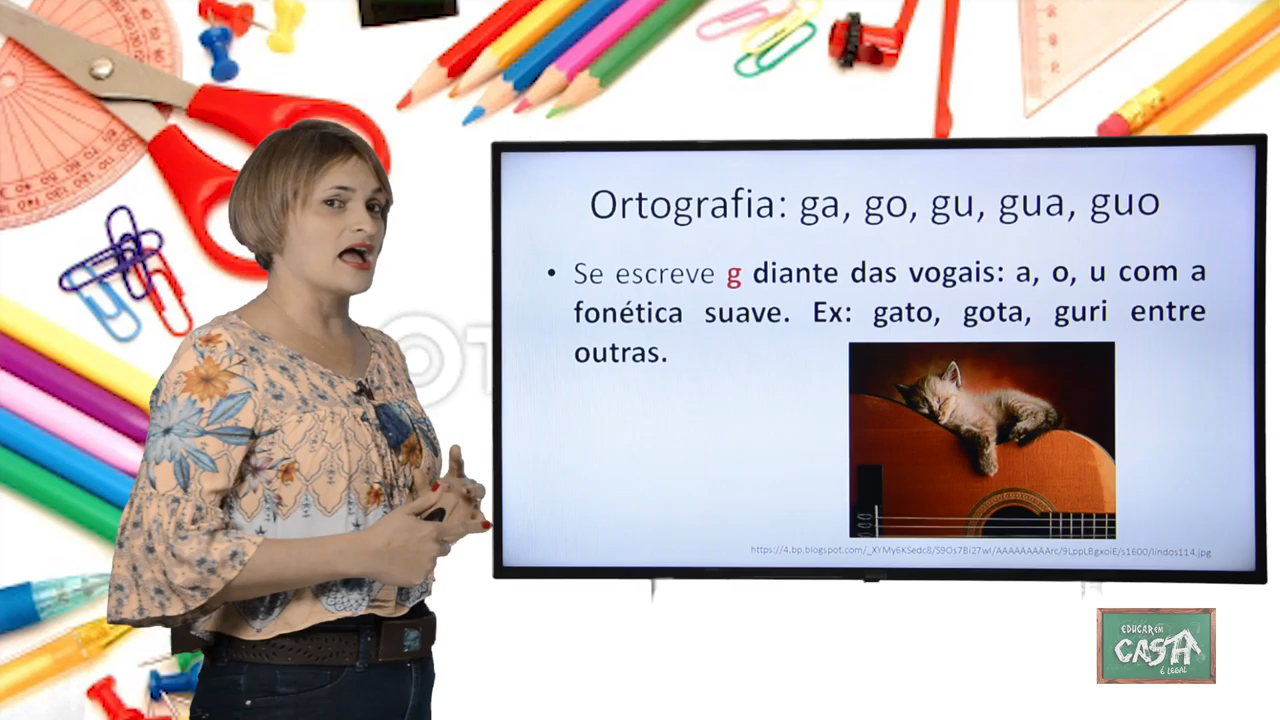 Ortografia: ga, go, gu, gua, guo
• Se escreve g diante das vogais: a, o, u com a
fonética suave. Ex: gato, gota, guri entre
outras.
EDUCAR EM
CASA
É LEGAL